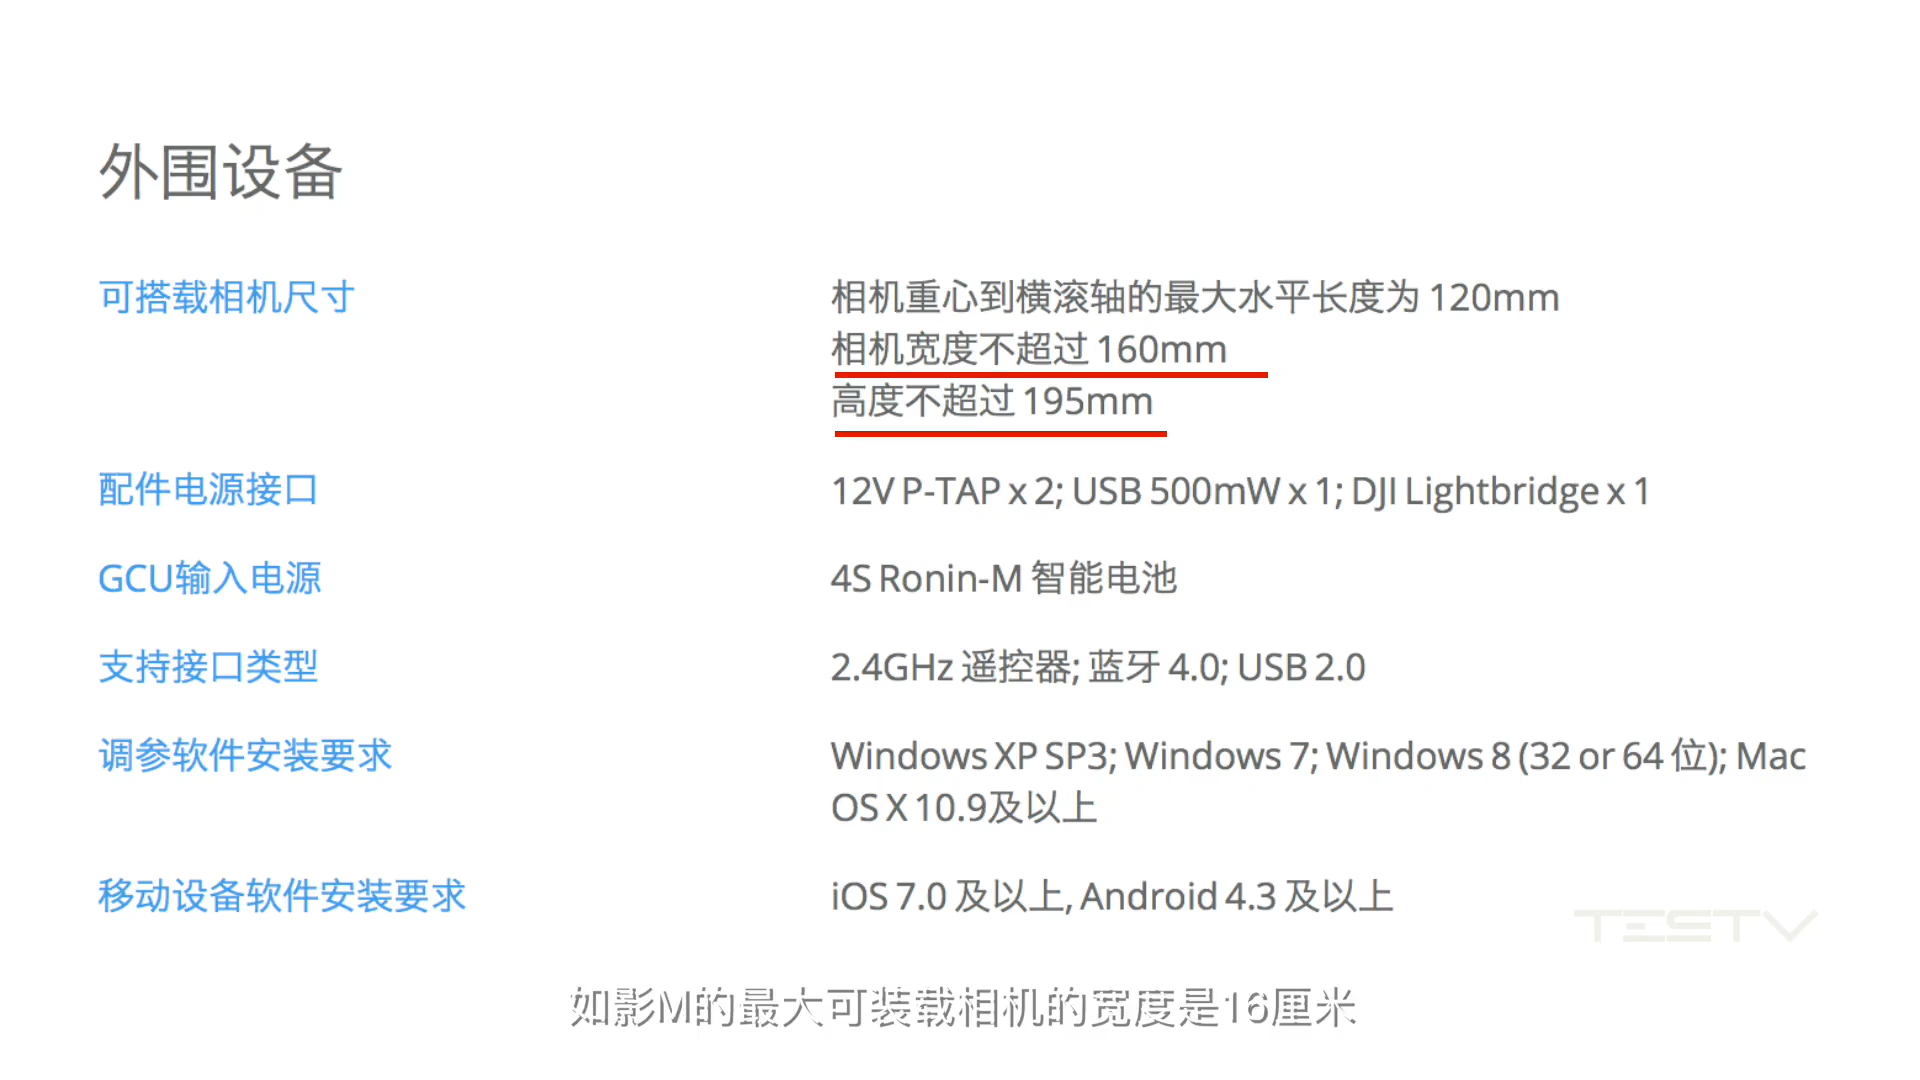 外围设备
可搭载相机尺寸
相机重心到横滚轴的最大水平长度为 120mm
相机宽度不超过 160mm
高度不超过 195mm
配件电源接口
12V P-TAP x 2; USB 500mW x 1; DJI Lightbridge x 1
GCU输入电源
4S Ronin-M 智能电池
支持接口类型
2.4GHz 遥控器; 蓝牙 4.0; USB 2.0
调参软件安装要求
Windows XP SP3; Windows 7; Windows 8 (32 or 64 位); Mac
OS X 10.9及以上
移动设备软件安装要求
iOS 7.0 及以上, Android 4.3 及以上
TESTV
如影M的最大可装载相机的宽度是16厘米